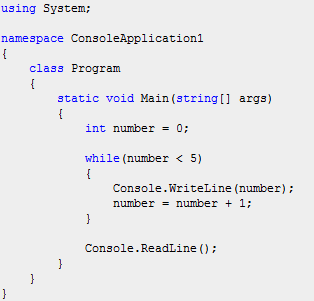 using System;

namespace ConsoleApplication1
{
    class Program
    {
        static void Main(string[] args)
        {
            int number = 0;

            while(number < 5)
            {
                Console.WriteLine(number);
                number = number + 1;
            }

            Console.ReadLine();
        }
    }
}